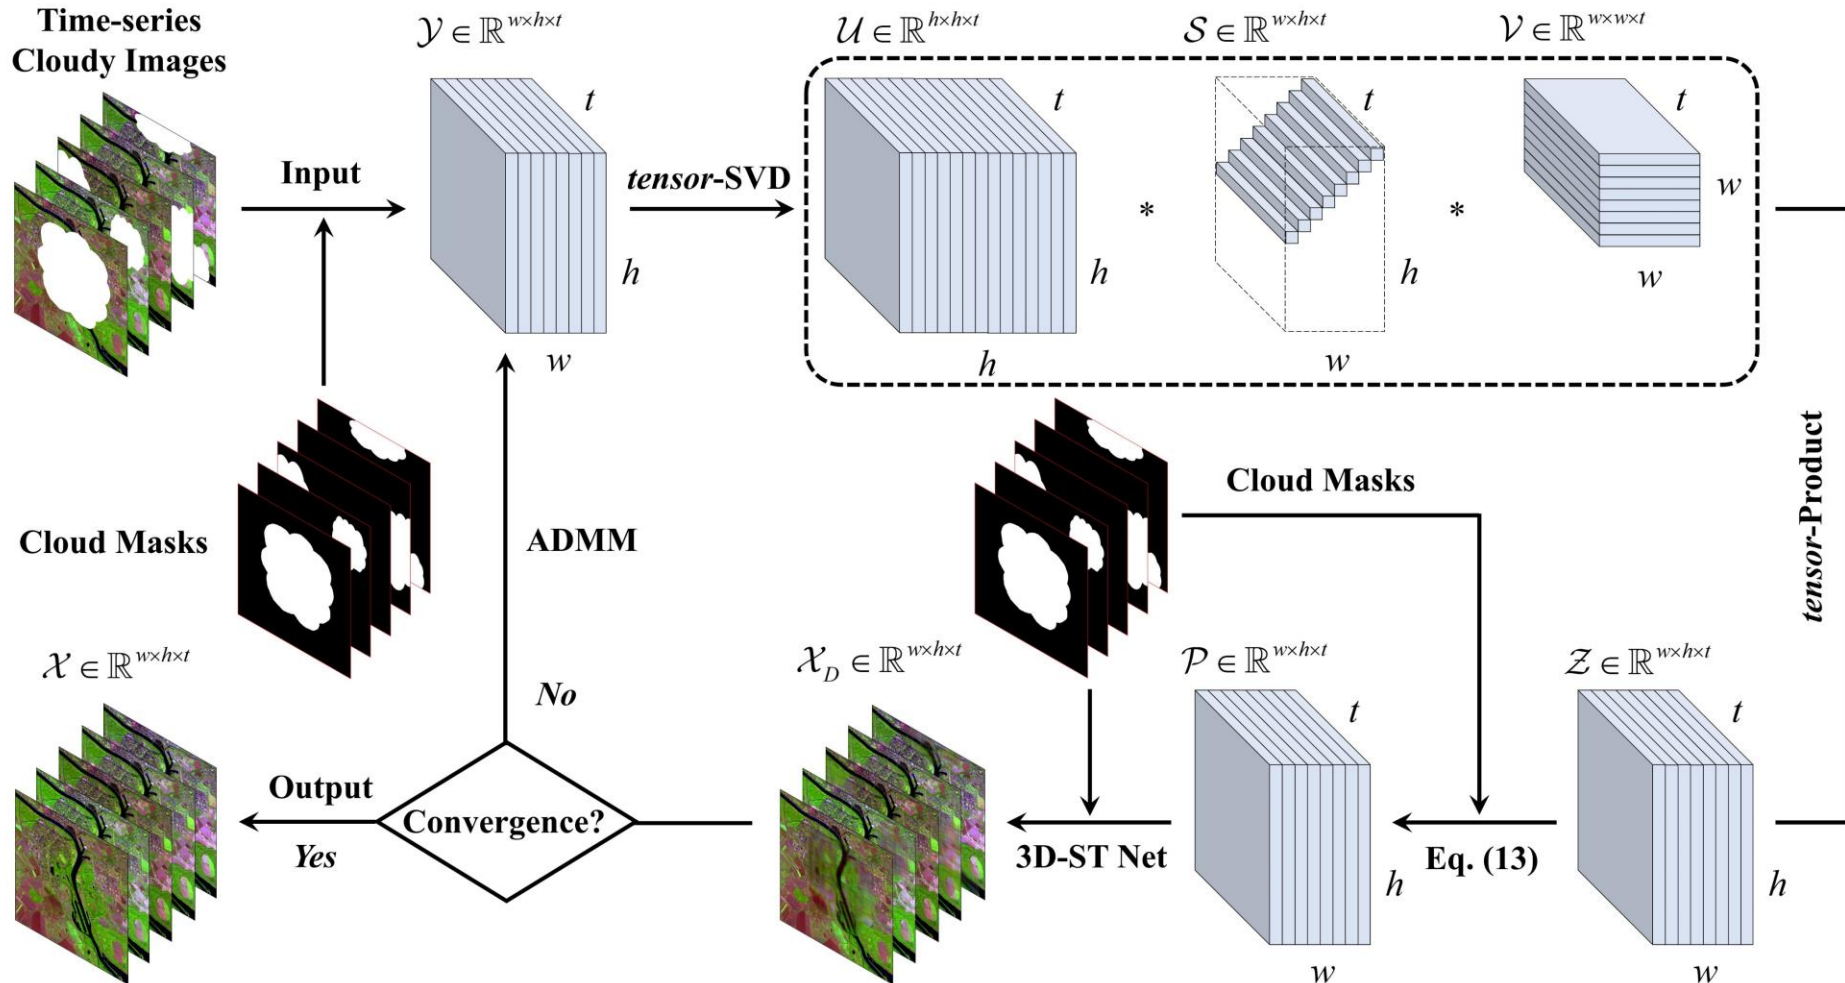 Time-series
Cloudy Images
𝒴 ∈ ℝ^{w×h×t}
𝒰 ∈ ℝ^{h×h×t}
𝒮 ∈ ℝ^{w×h×t}
𝒱 ∈ ℝ^{w×w×t}
t
t
t
t
Input
tensor-SVD
*
*
w
h
h
h
w
w
h
w
tensor-Product
Cloud Masks
Cloud Masks
ADMM
𝒳 ∈ ℝ^{w×h×t}
𝒳_D ∈ ℝ^{w×h×t}
𝒫 ∈ ℝ^{w×h×t}
𝒵 ∈ ℝ^{w×h×t}
No
t
t
Output
Convergence?
Yes
3D-ST Net
Eq. (13)
h
h
w
w